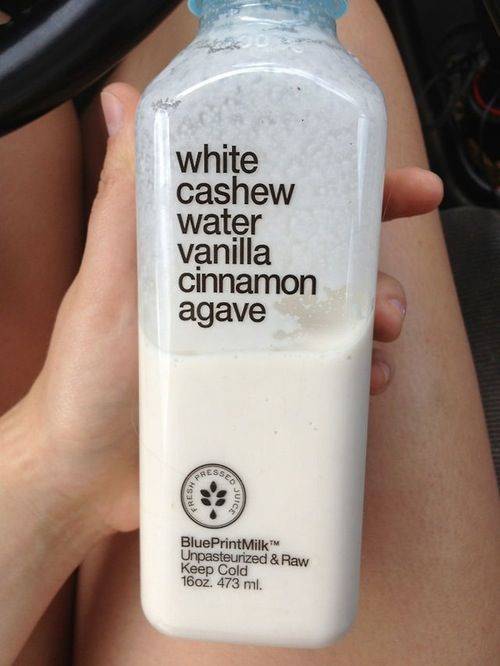 white
cashew
water
vanilla
cinnamon
agave
FRESH PRESSED JUICE
BluePrintMilk™
Unpasteurized & Raw
Keep Cold
16oz. 473 ml.